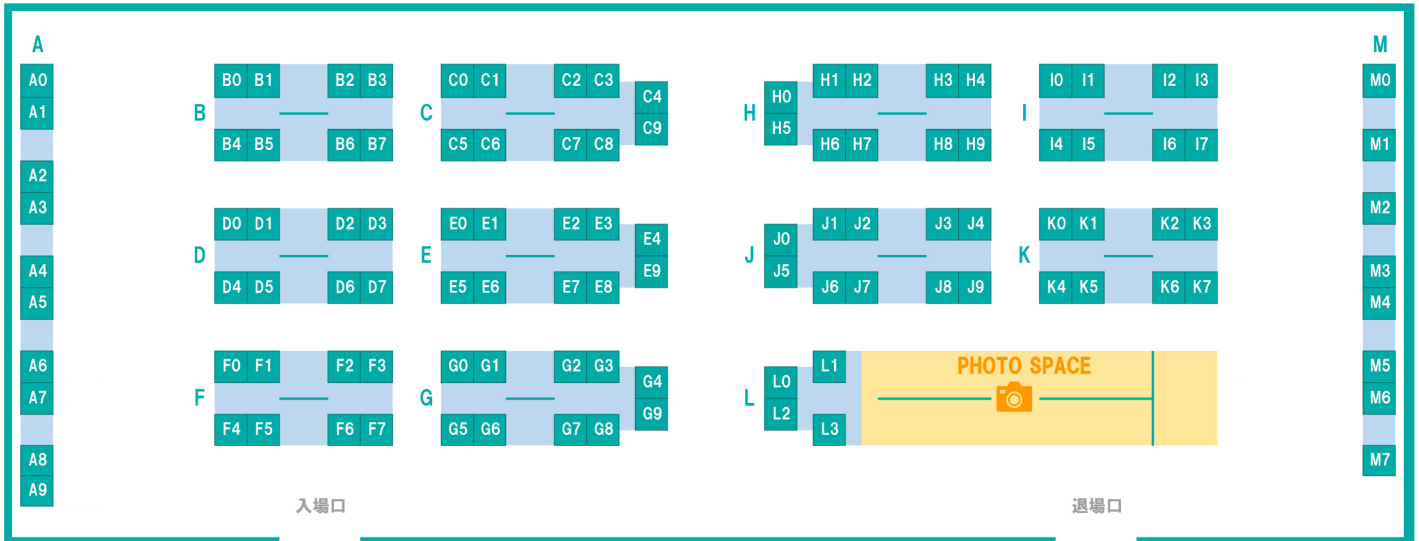 A
M
A0
B0 B1 B2 B3
C0 C1 C2 C3
H1 H2 H3 H4
I0 I1 I2 I3
M0
C4
H0
A1
B
C
H
I
C9
H5
B4 B5 B6 B7
C5 C6 C7 C8
H6 H7 H8 H9
I4 I5 I6 I7
M1
A2
A3
M2
D0 D1 D2 D3
E0 E1 E2 E3
J1 J2 J3 J4
K0 K1 K2 K3
E4
J0
D
E
J
K
A4
E9
J5
M3
D4 D5 D6 D7
E5 E6 E7 E8
J6 J7 J8 J9
K4 K5 K6 K7
A5
M4
A6
F0 F1 F2 F3
G0 G1 G2 G3
L1
PHOTO SPACE
M5
G4
L0
A7
F
G
L
M6
G9
L2
F4 F5 F6 F7
G5 G6 G7 G8
L3
A8
M7
A9
入場口
退場口